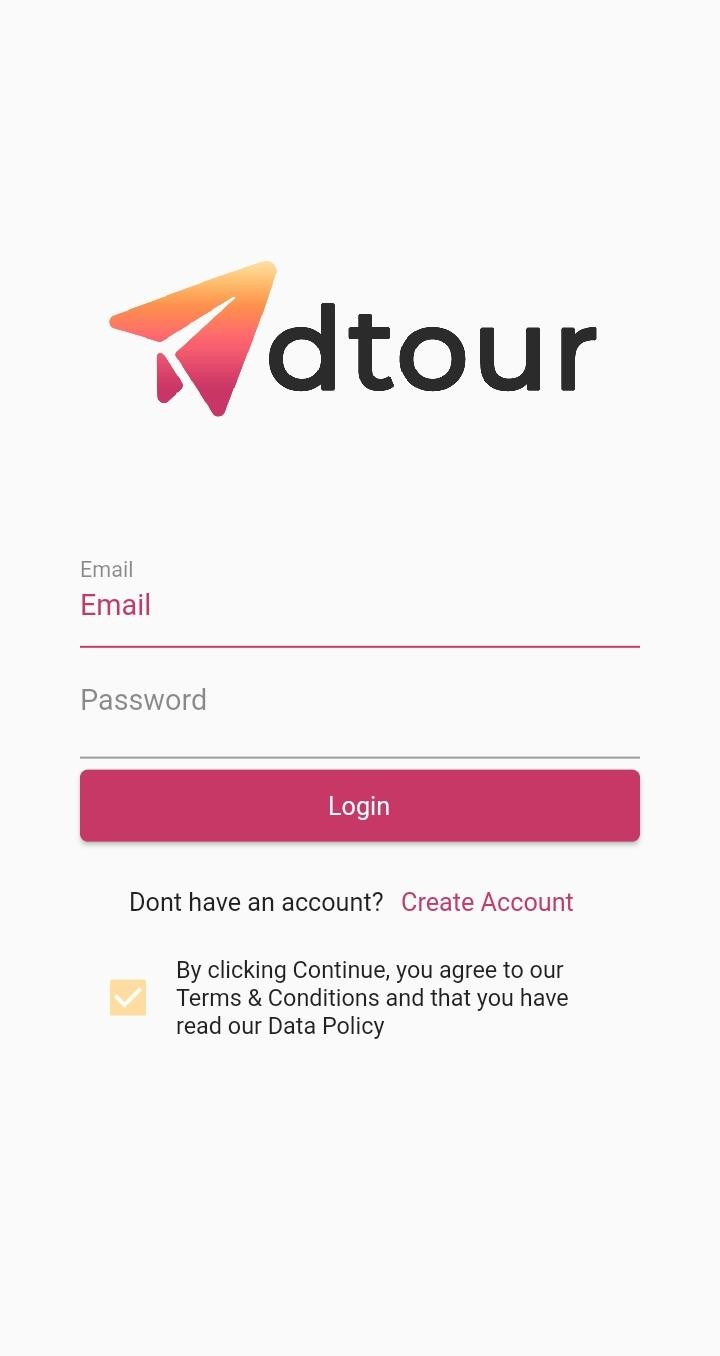 dtour
Email
Email
Password
Login
Dont have an account? Create Account
By clicking Continue, you agree to our
Terms & Conditions and that you have
read our Data Policy